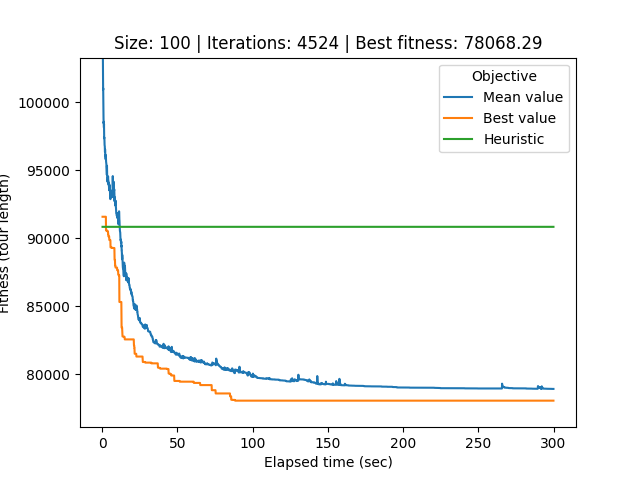 Size: 100 | Iterations: 4524 | Best fitness: 78068.29
Objective
Mean value
Best value
Heuristic
Fitness (tour length)
100000
95000
90000
85000
80000
0 50 100 150 200 250 300
Elapsed time (sec)